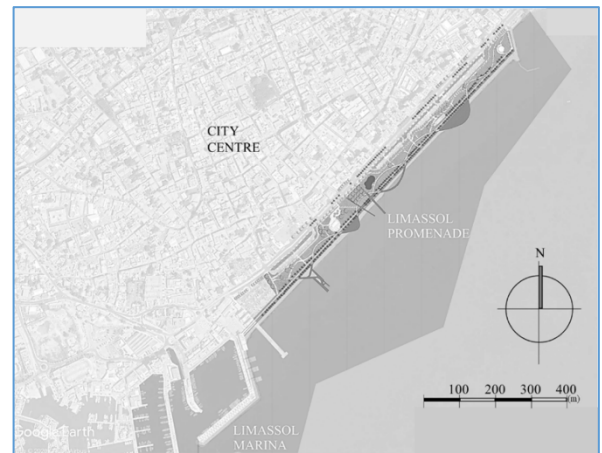 CITY
CENTRE
LIMASSOL
PROMENADE
N
100 200 300 400 (m)
LIMASSOL
MARINA
Google Earth